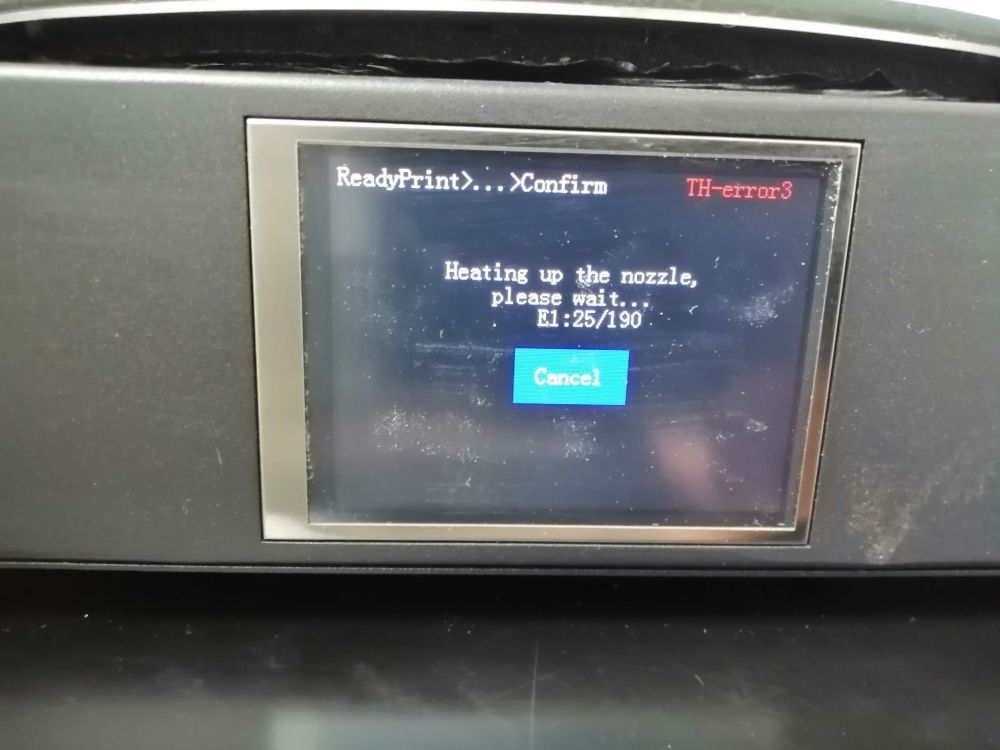 ReadyPrint>...>Confirm
TH-error3
Heating up the nozzle,
please wait...
E1:25/190
Cancel